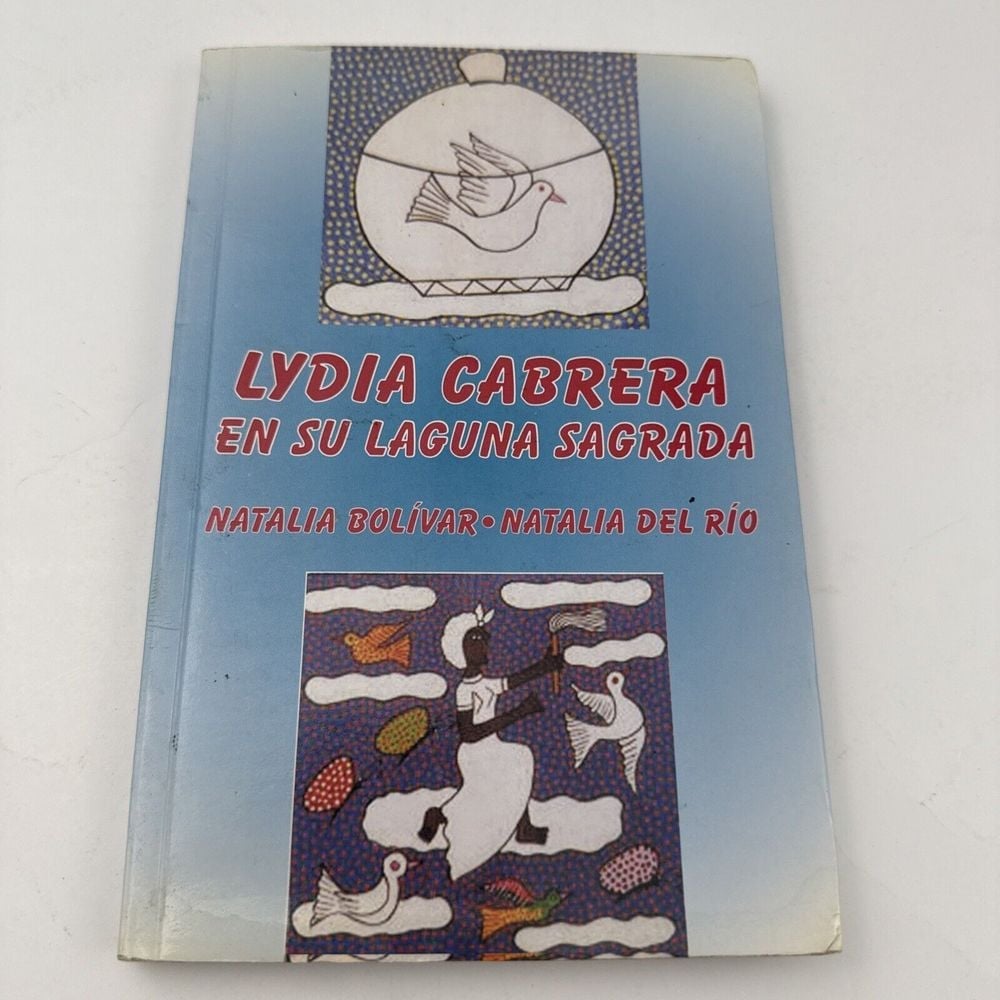 LYDIA CABRERA
EN SU LAGUNA SAGRADA
NATALIA BOLÍVAR • NATALIA DEL RÍO